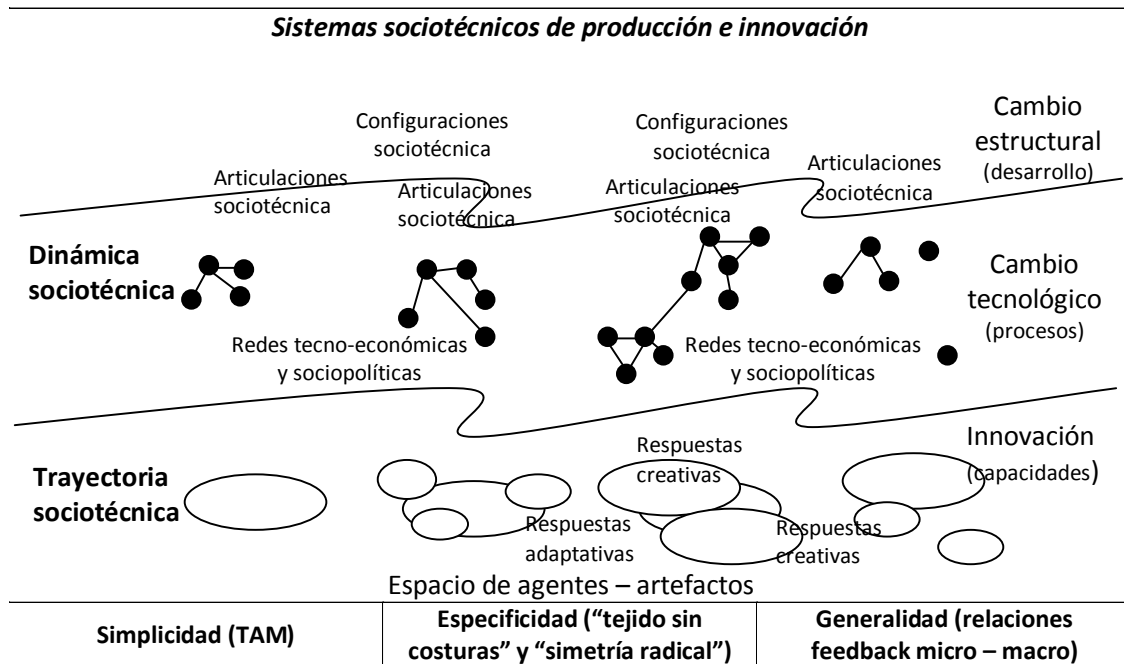 Sistemas sociotécnicos de producción e innovación
Cambio
estructural
(desarrollo)
Configuraciones
sociotécnica
Configuraciones
sociotécnica
Articulaciones
sociotécnica
Articulaciones
sociotécnica
Articulaciones
sociotécnica
Articulaciones
sociotécnica
Dinámica
sociotécnica
Cambio
tecnológico
(procesos)
Redes tecno-económicas
y sociopolíticas
Redes tecno-económicas
y sociopolíticas
Innovación
(capacidades)
Trayectoria
sociotécnica
Respuestas
creativas
Respuestas
adaptativas
Respuestas
creativas
Espacio de agentes – artefactos
Simplicidad (TAM)
Especificidad (“tejido sin
costuras” y “simetría radical”)
Generalidad (relaciones
feedback micro – macro)